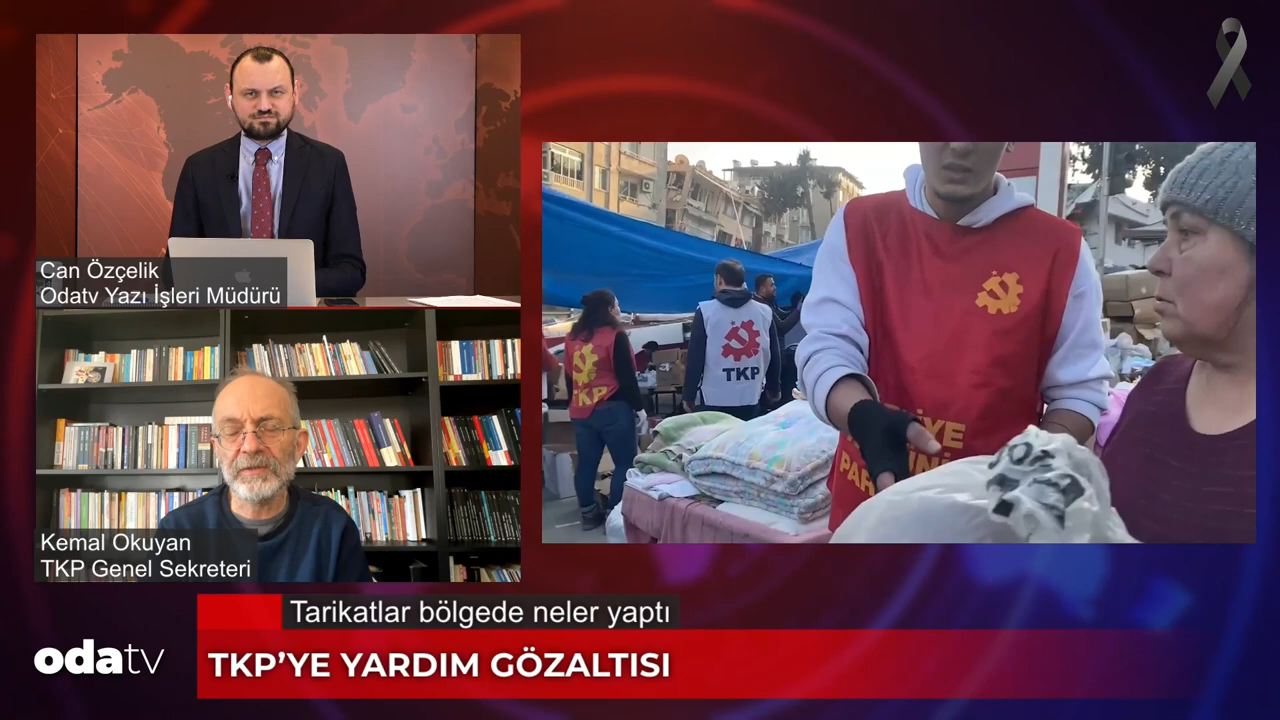 Can Özçelik
Odatv Yazı İşleri Müdürü
Kemal Okuyan
TKP Genel Sekreteri
TKP
TKP
Tarikatlar bölgede neler yaptı
TKP'YE YARDIM GÖZALTISI
odatv